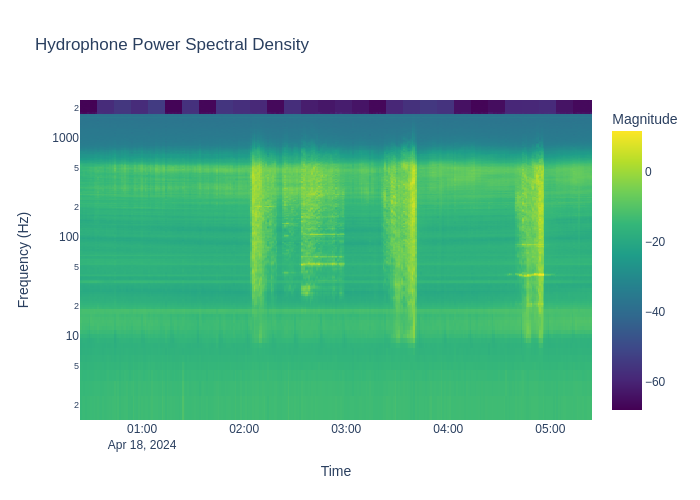 Hydrophone Power Spectral Density
Magnitude
2
1000
5
2
100
5
2
10
5
2
0
−20
−40
−60
Frequency (Hz)
01:00 02:00 03:00 04:00 05:00
Apr 18, 2024
Time